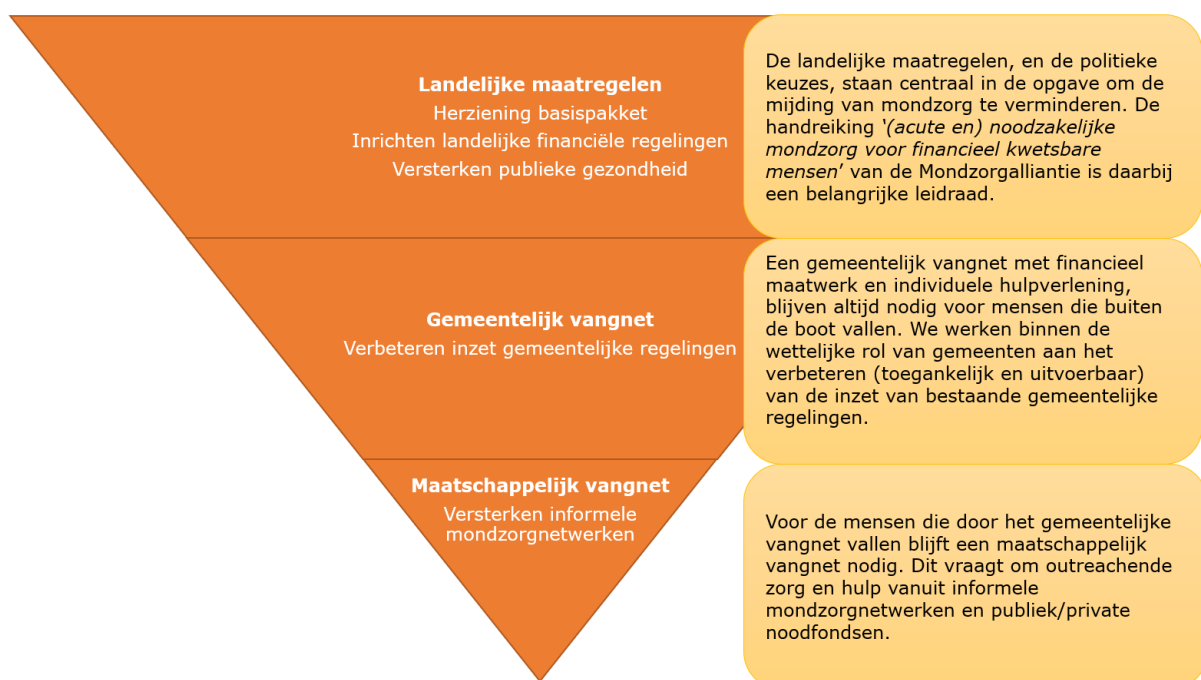 Landelijke maatregelen
Herziening basispakket
Inrichten landelijke financiële regelingen
Versterken publieke gezondheid
De landelijke maatregelen, en de politieke
keuzes, staan centraal in de opgave om de
mijding van mondzorg te verminderen. De
handreiking ‘(acute en) noodzakelijke
mondzorg voor financieel kwetsbare
mensen’ van de Mondzorgalliantie is daarbij
een belangrijke leidraad.
Gemeentelijk vangnet
Verbeteren inzet gemeentelijke regelingen
Een gemeentelijk vangnet met financieel
maatwerk en individuele hulpverlening,
blijven altijd nodig voor mensen die buiten
de boot vallen. We werken binnen de
wettelijke rol van gemeenten aan het
verbeteren (toegankelijk en uitvoerbaar)
van de inzet van bestaande gemeentelijke
regelingen.
Maatschappelijk vangnet
Versterken informele
mondzorgnetwerken
Voor de mensen die door het gemeentelijke
vangnet vallen blijft een maatschappelijk
vangnet nodig. Dit vraagt om outreachende
zorg en hulp vanuit informele
mondzorgnetwerken en publiek/private
noodfondsen.